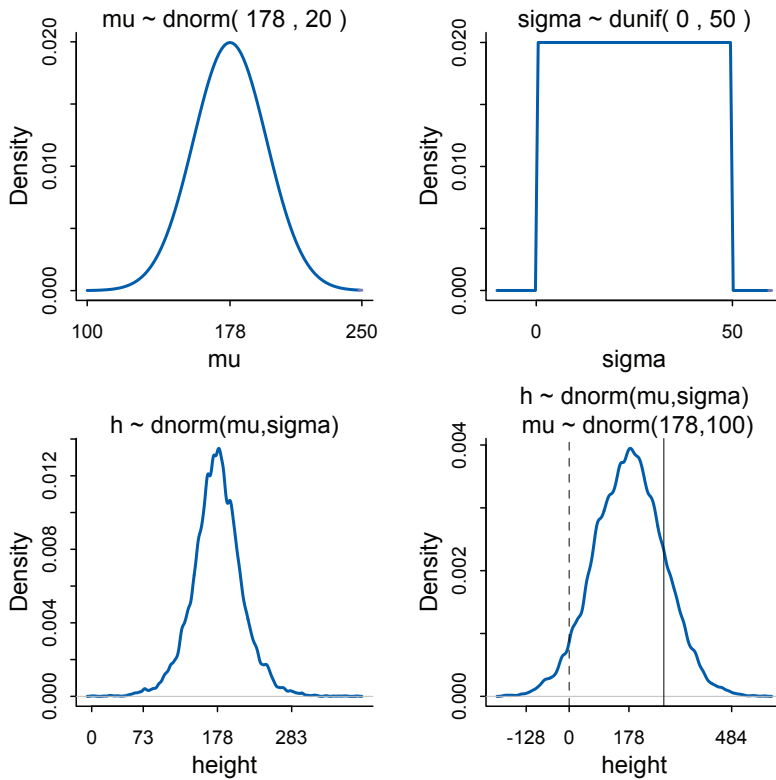 mu ~ dnorm( 178 , 20 )
Density
0.000
0.010
0.020
100
178
250
mu
sigma ~ dunif( 0 , 50 )
Density
0.000
0.010
0.020
0
50
sigma
h ~ dnorm(mu,sigma)
Density
0.000
0.004
0.008
0.012
0
73
178
283
height
h ~ dnorm(mu,sigma)
mu ~ dnorm(178,100)
Density
0.000
0.002
0.004
-128
0
178
484
height